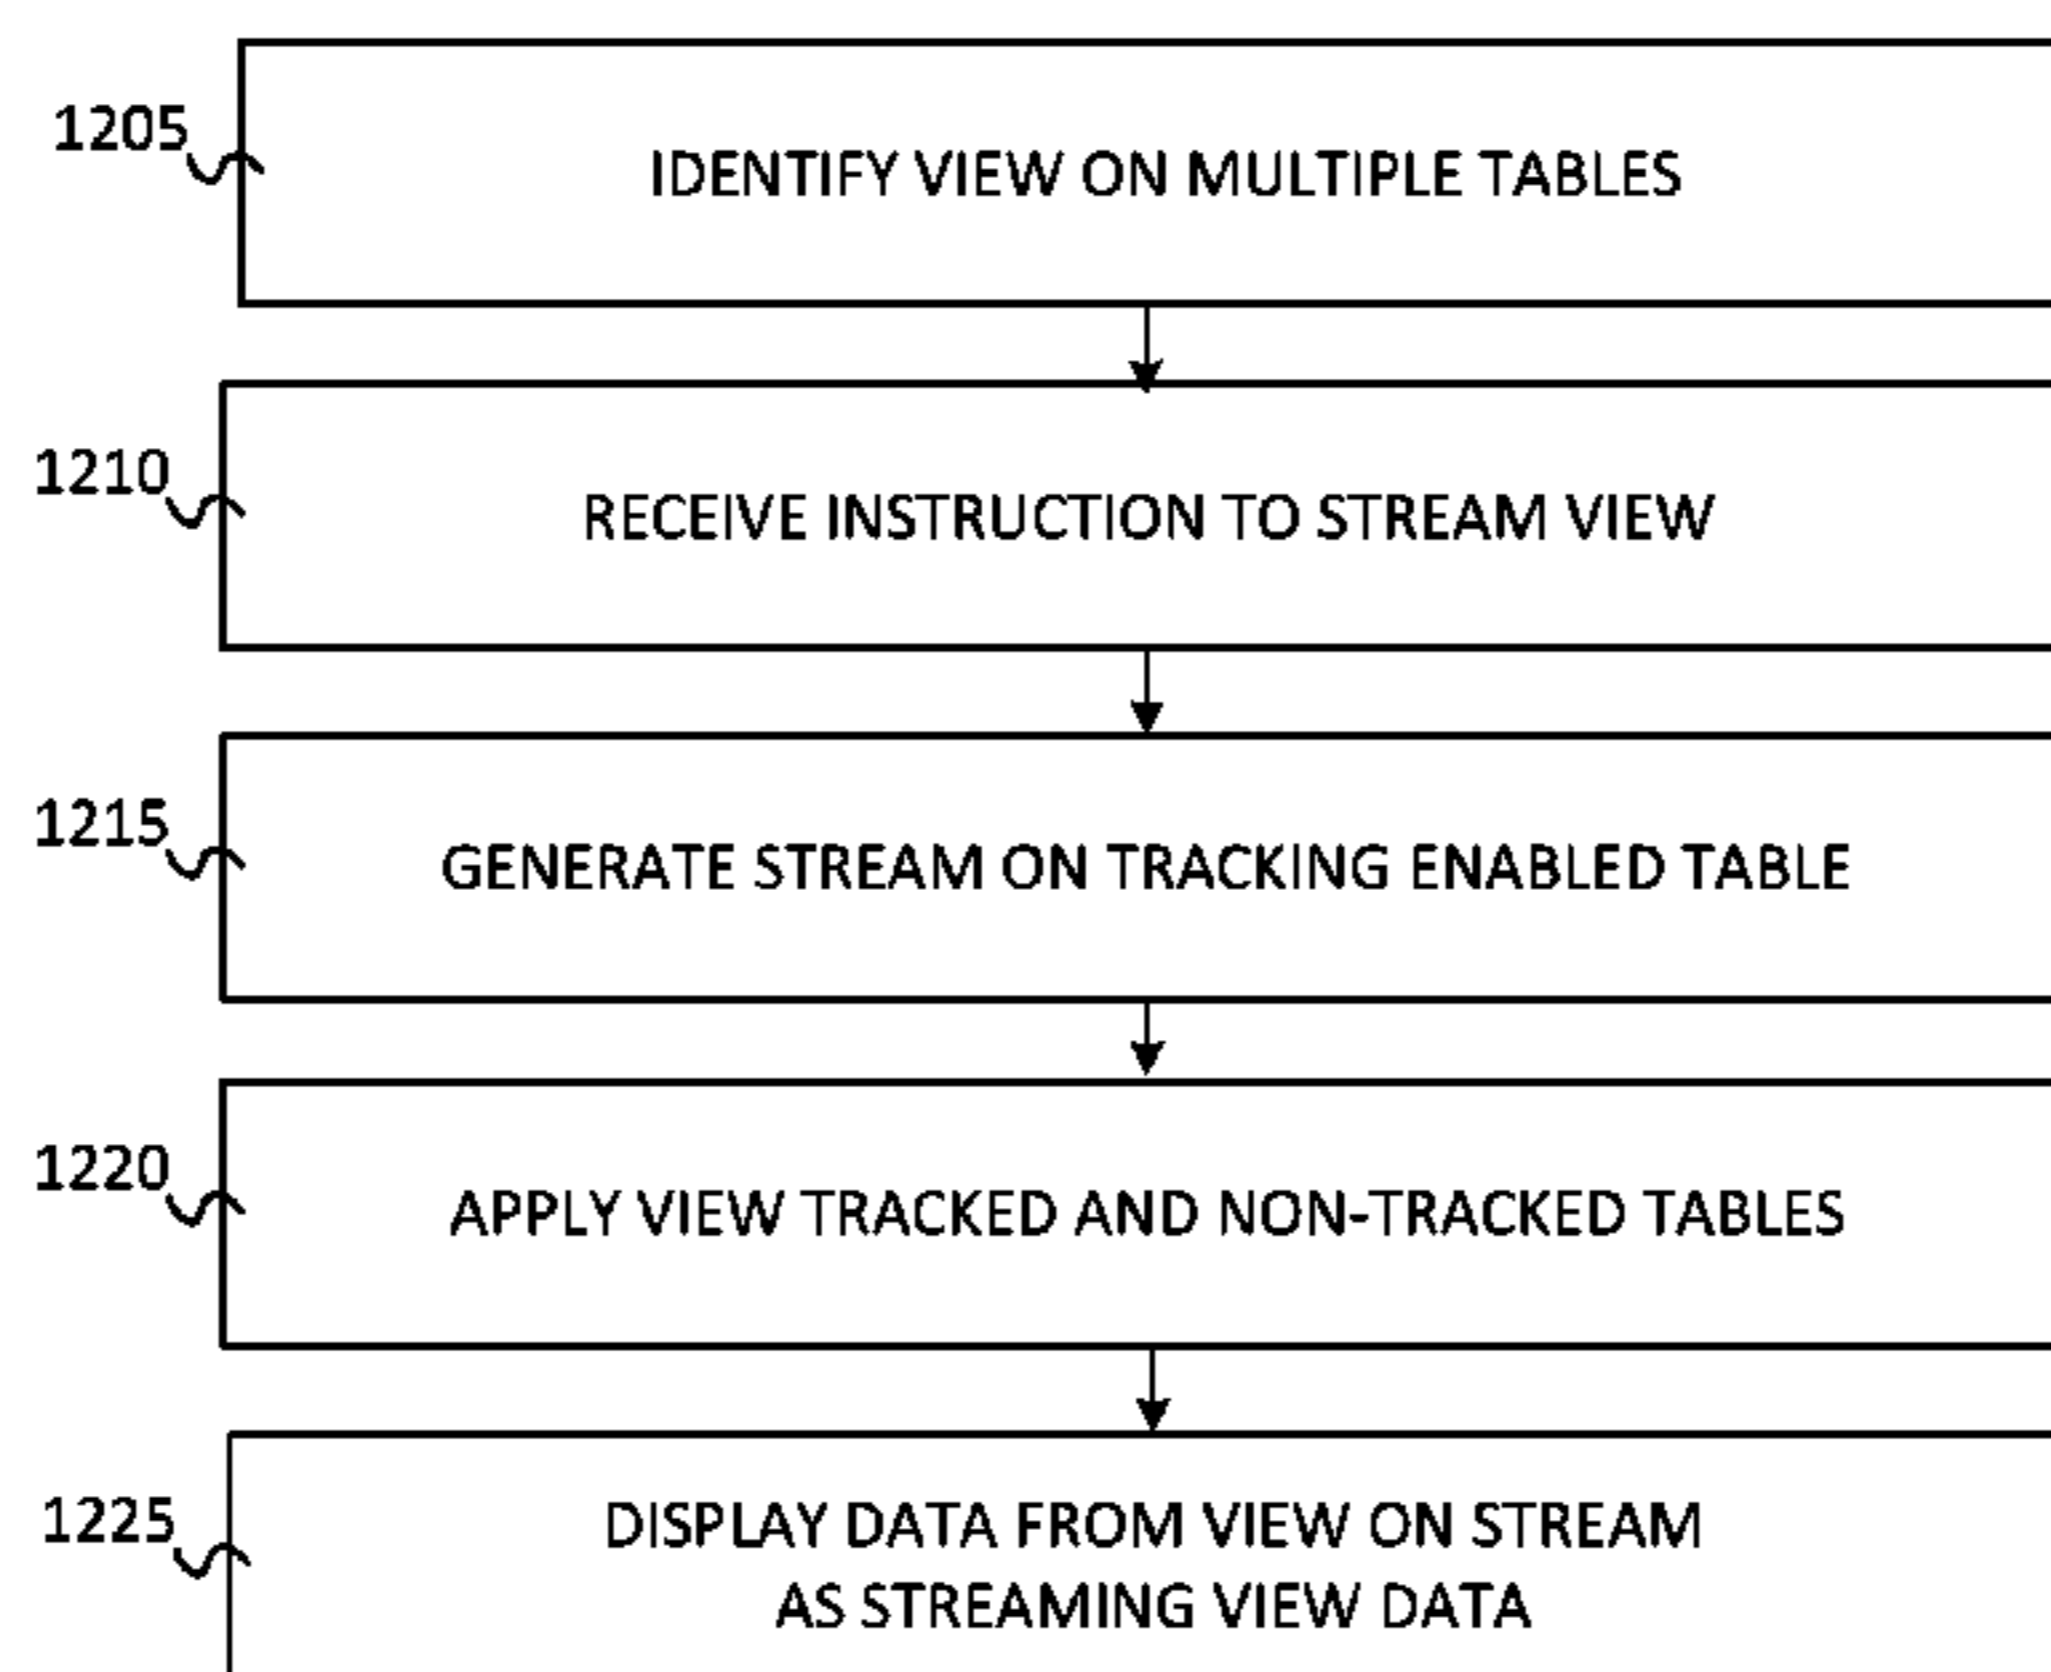 1205
IDENTIFY VIEW ON MULTIPLE TABLES
1210
RECEIVE INSTRUCTION TO STREAM VIEW
1215
GENERATE STREAM ON TRACKING ENABLED TABLE
1220
APPLY VIEW TRACKED AND NON-TRACKED TABLES
1225
DISPLAY DATA FROM VIEW ON STREAM
AS STREAMING VIEW DATA